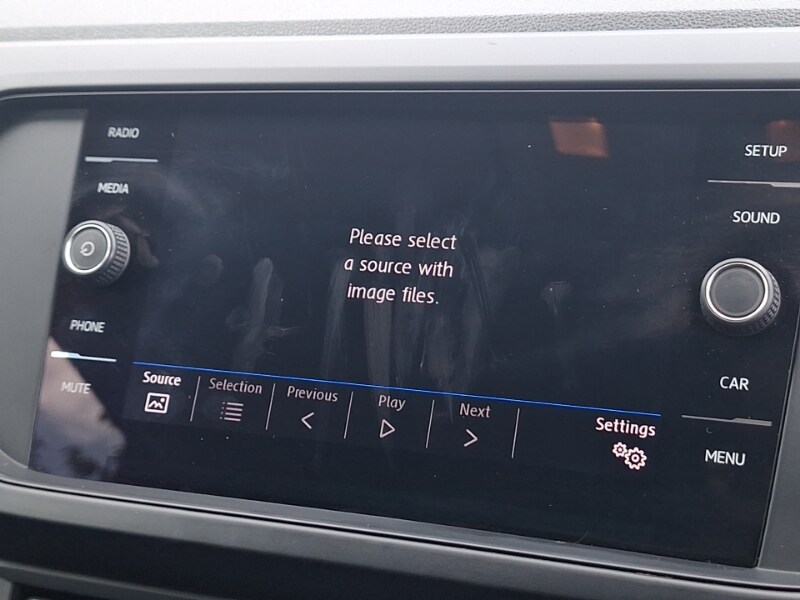 RADIO
MEDIA
PHONE
MUTE
Please select
a source with
image files.
Source
Selection
Previous
Play
Next
Settings
SETUP
SOUND
CAR
MENU